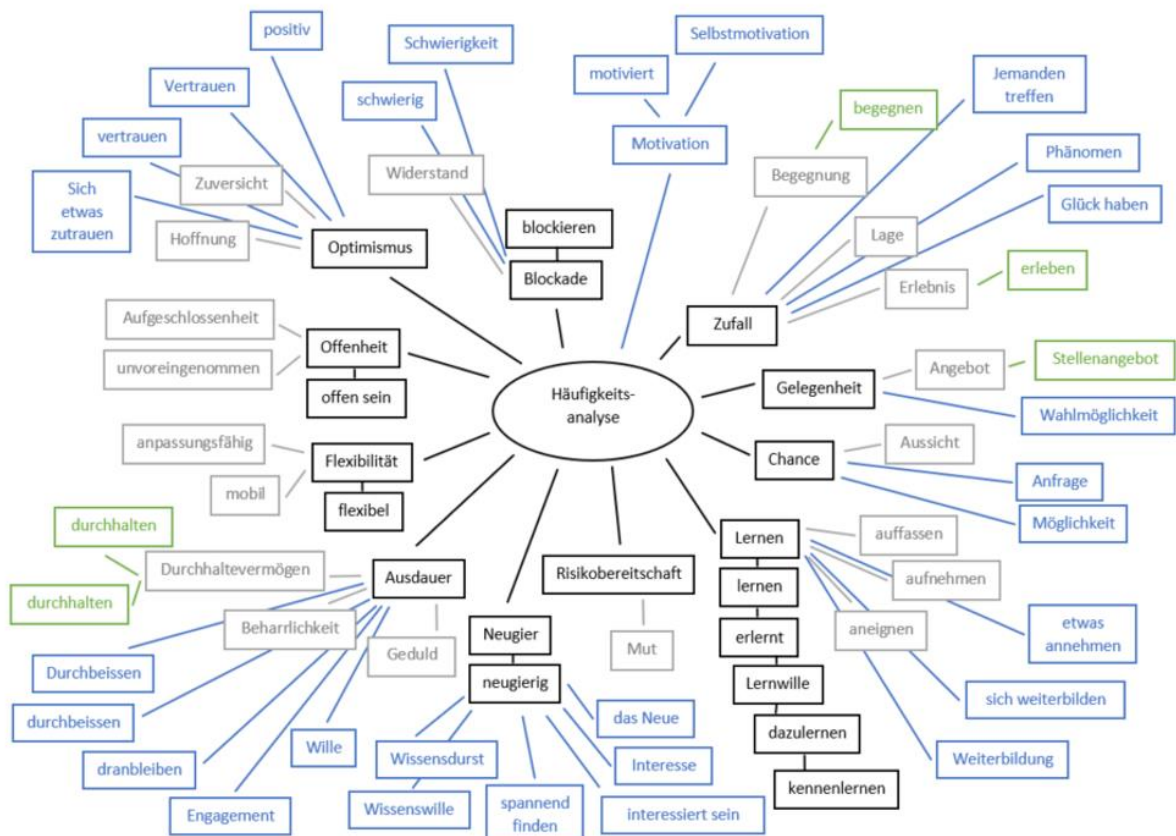 positiv
Schwierigkeit
Selbstmotivation
Vertrauen
motiviert
Jemanden
treffen
schwierig
begegnen
vertrauen
Motivation
Phänomen
Zuversicht
Widerstand
Begegnung
Sich
etwas
zutrauen
Glück haben
blockieren
Hoffnung
Optimismus
Lage
Blockade
erleben
Erlebnis
Aufgeschlossenheit
Zufall
Offenheit
unvoreingenommen
Stellenangebot
Angebot
offen sein
Häufigkeits-
analyse
Gelegenheit
Wahlmöglichkeit
anpassungsfähig
Aussicht
Flexibilität
Chance
Anfrage
mobil
flexibel
Möglichkeit
durchhalten
Lernen
auffassen
Durchhaltevermögen
Ausdauer
Risikobereitschaft
lernen
aufnehmen
durchhalten
Beharrlichkeit
Neugier
erlernt
aneignen
etwas
annehmen
Geduld
Mut
Durchbeissen
neugierig
Lernwille
sich weiterbilden
durchbeissen
das Neue
dazulernen
Wille
Wissensdurst
Interesse
Weiterbildung
dranbleiben
kennenlernen
Engagement
Wissenswille
spannend
finden
interessiert sein